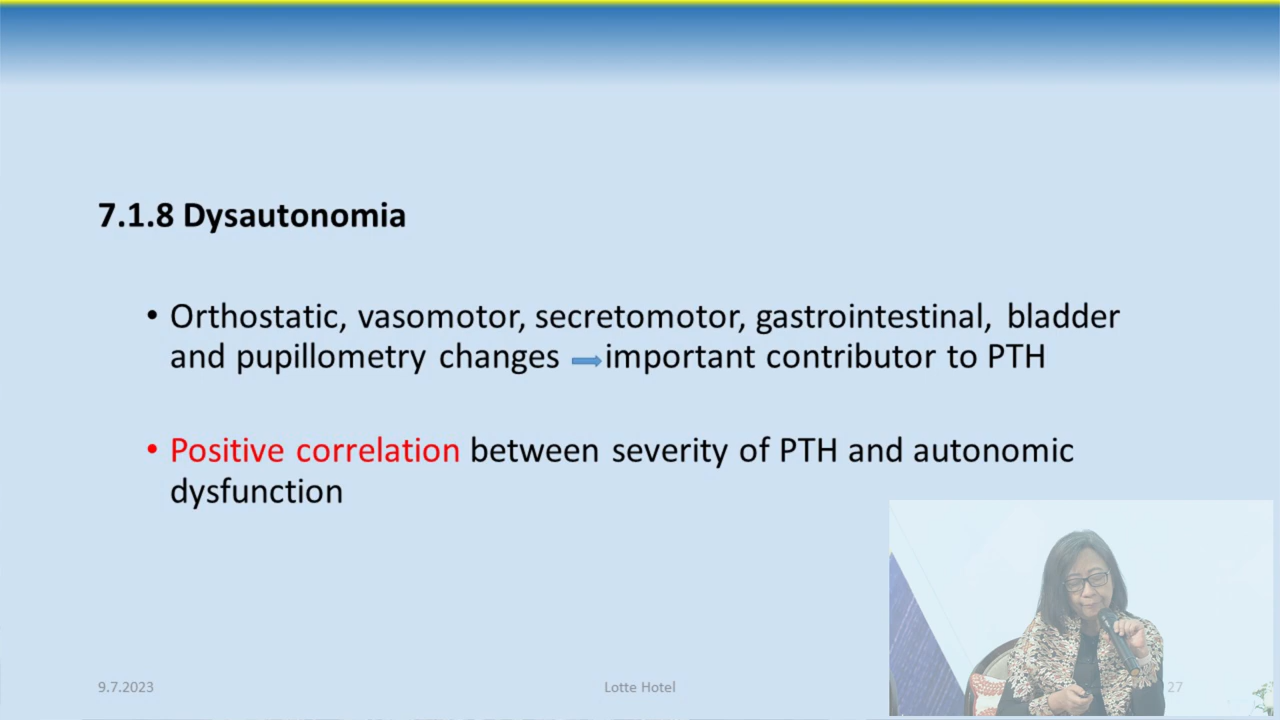 7.1.8 Dysautonomia
• Orthostatic, vasomotor, secretomotor, gastrointestinal, bladder
and pupillometry changes important contributor to PTH
• Positive correlation between severity of PTH and autonomic
dysfunction
9.7.2023
Lotte Hotel
27